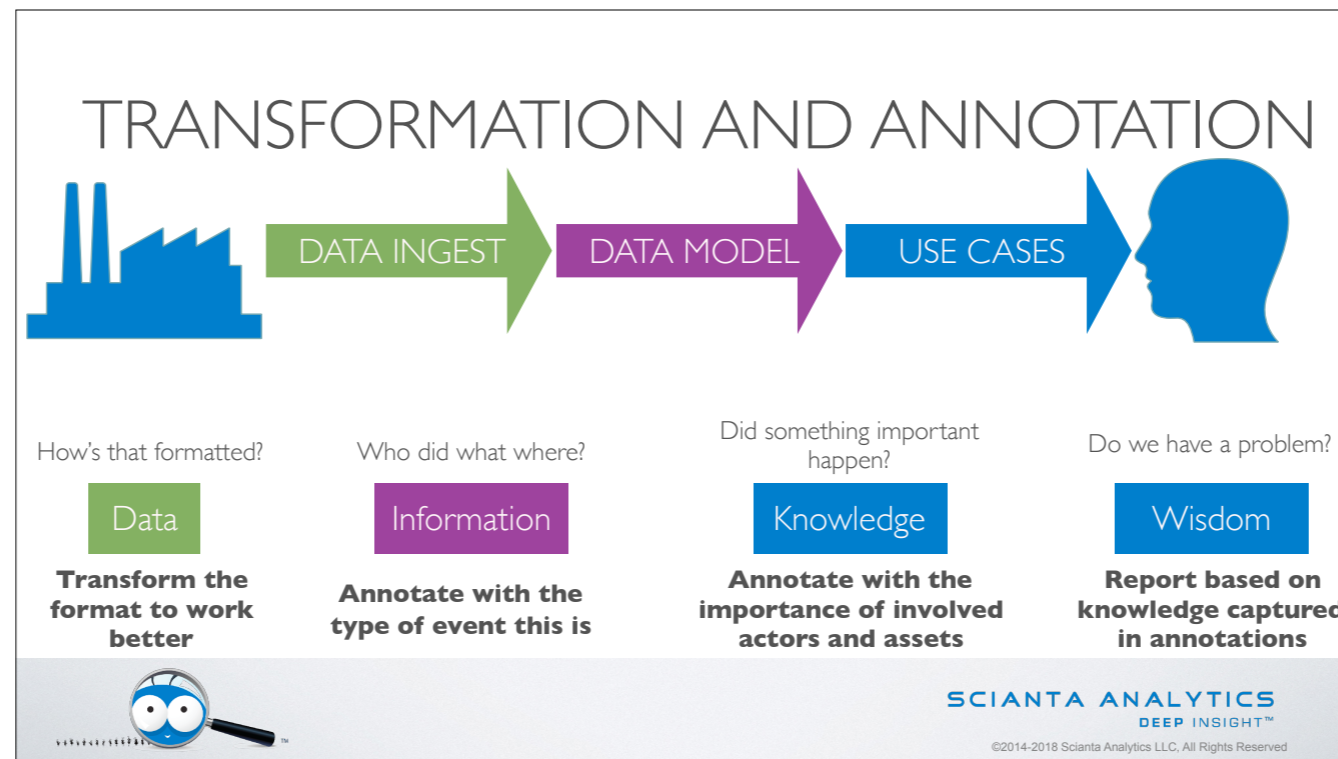 TRANSFORMATION AND ANNOTATION
DATA INGEST
DATA MODEL
USE CASES
How's that formatted?
Data
Transform the
format to work
better
Who did what where?
Information
Annotate with the
type of event this is
Did something important
happen?
Knowledge
Annotate with the
importance of involved
actors and assets
Do we have a problem?
Wisdom
Report based on
knowledge captured
in annotations
TM
SCIANTA ANALYTICS
DEEP INSIGHT™
©2014-2018 Scianta Analytics LLC, All Rights Reserved